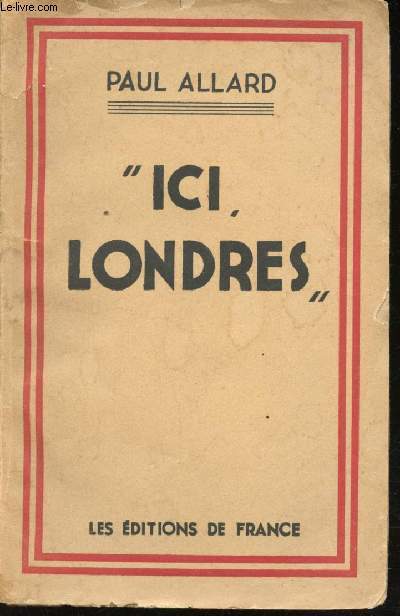 Le-livre.com
PAUL ALLARD
"ICI,
LONDRES"
LES ÉDITIONS DE FRANCE